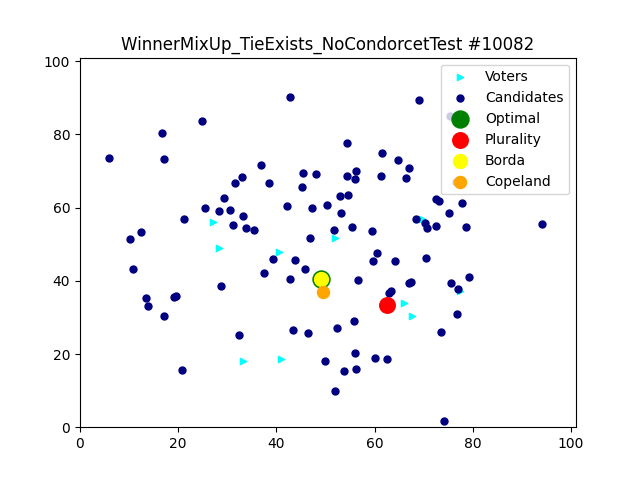 WinnerMixUp_TieExists_NoCondorcetTest #10082
100
80
60
40
20
0
0 20 40 60 80 100
Voters
Candidates
Optimal
Plurality
Borda
Copeland